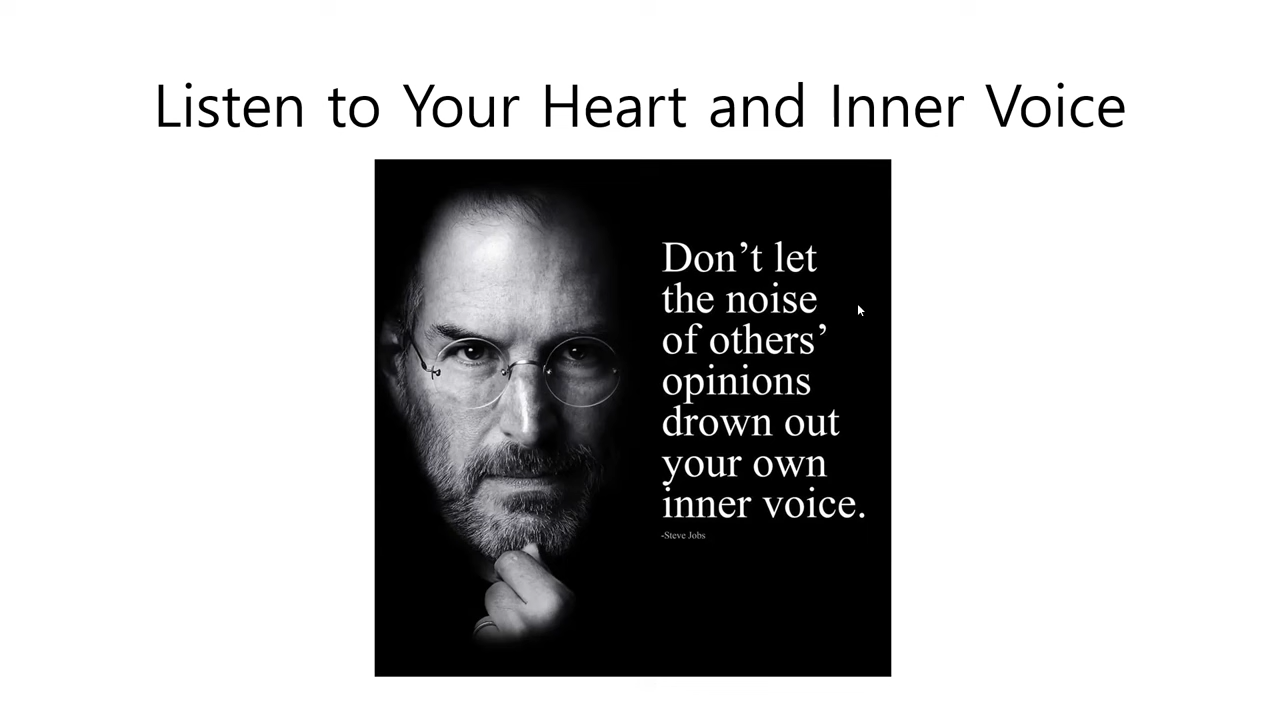 Listen to Your Heart and Inner Voice
Don’t let
the noise
of others’
opinions
drown out
your own
inner voice.
-Steve Jobs